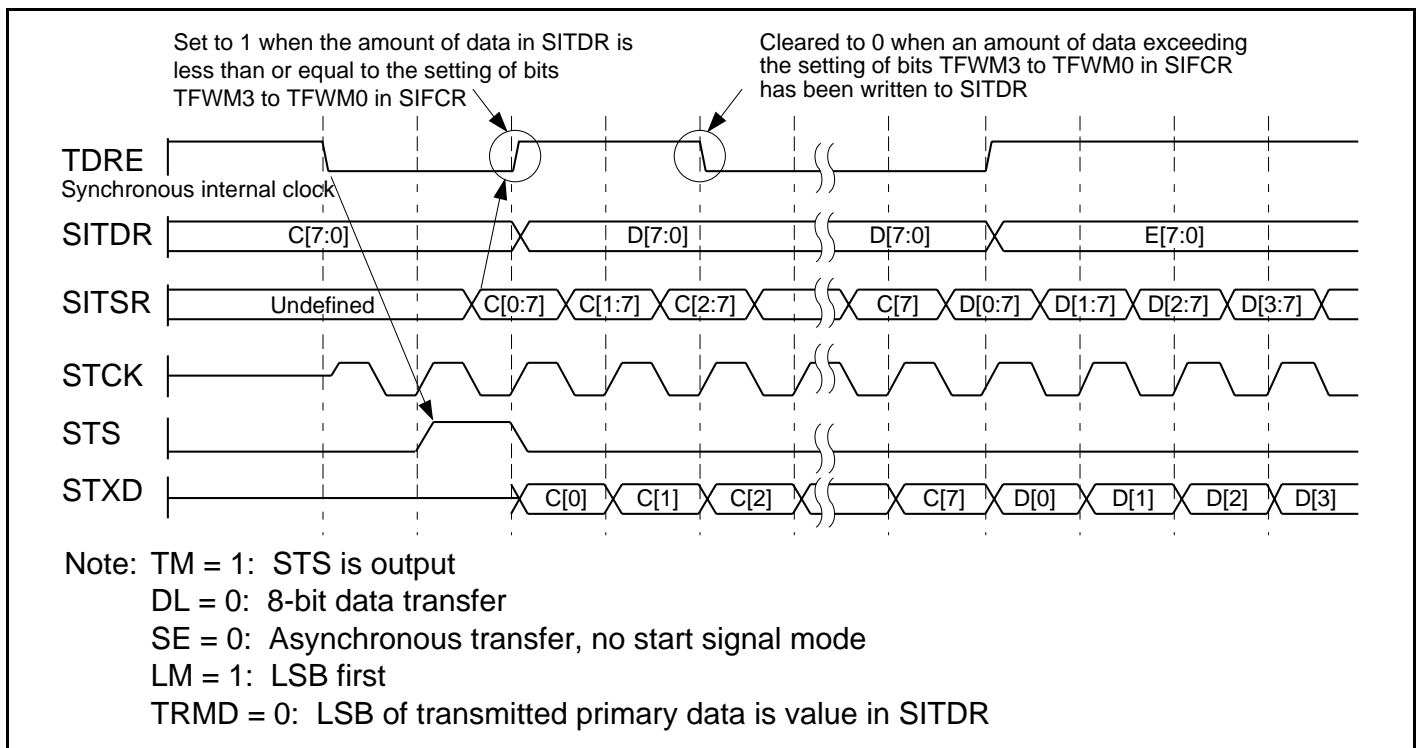 Set to 1 when the amount of data in SITDR is
less than or equal to the setting of bits
TFWM3 to TFWM0 in SIFCR
Cleared to 0 when an amount of data exceeding
the setting of bits TFWM3 to TFWM0 in SIFCR
has been written to SITDR
TDRE
Synchronous internal clock
SITDR C[7:0] D[7:0] D[7:0] E[7:0]
SITSR Undefined C[0:7] C[1:7] C[2:7] C[7] D[0:7] D[1:7] D[2:7] D[3:7]
STCK
STS
STXD C[0] C[1] C[2] C[7] D[0] D[1] D[2] D[3]
Note: TM = 1: STS is output
DL = 0: 8-bit data transfer
SE = 0: Asynchronous transfer, no start signal mode
LM = 1: LSB first
TRMD = 0: LSB of transmitted primary data is value in SITDR